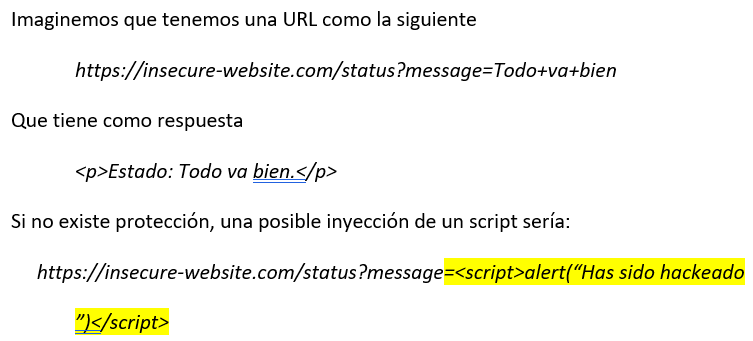 Imaginemos que tenemos una URL como la siguiente
https://insecure-website.com/status?message=Todo+va+bien
Que tiene como respuesta
<p>Estado: Todo va bien.</p>
Si no existe protección, una posible inyección de un script sería:
https://insecure-website.com/status?message=<script>alert(“Has sido hackeado
”)</script>